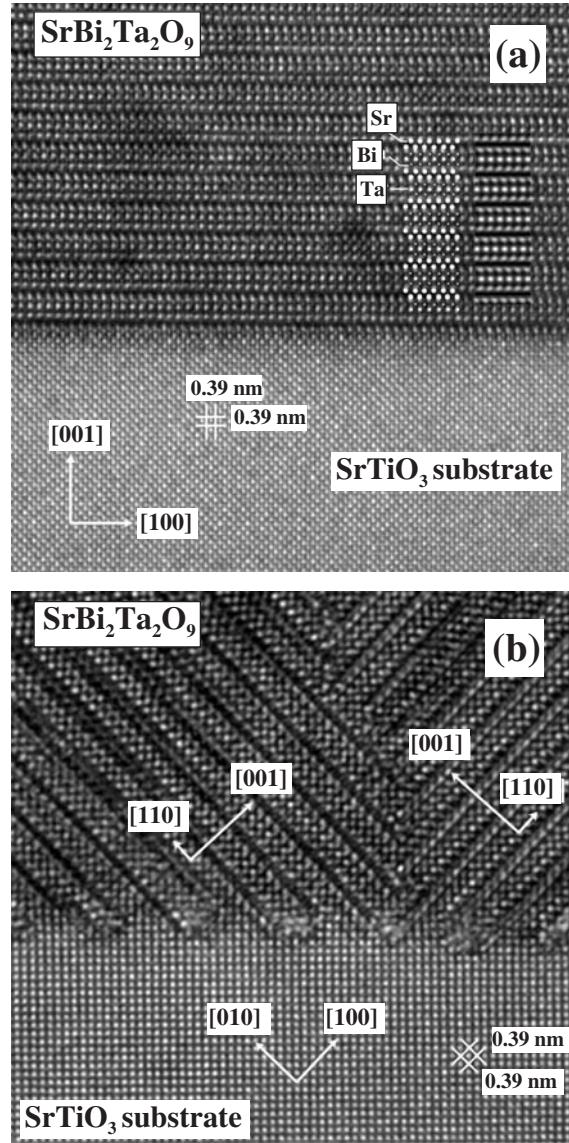 SrBi₂Ta₂O₉
(a)
Sr
Bi
Ta
0.39 nm
0.39 nm
[001]
SrTiO₃ substrate
[100]
SrBi₂Ta₂O₉
(b)
[001]
[001]
[110]
[110]
[010]
[100]
0.39 nm
0.39 nm
SrTiO₃ substrate